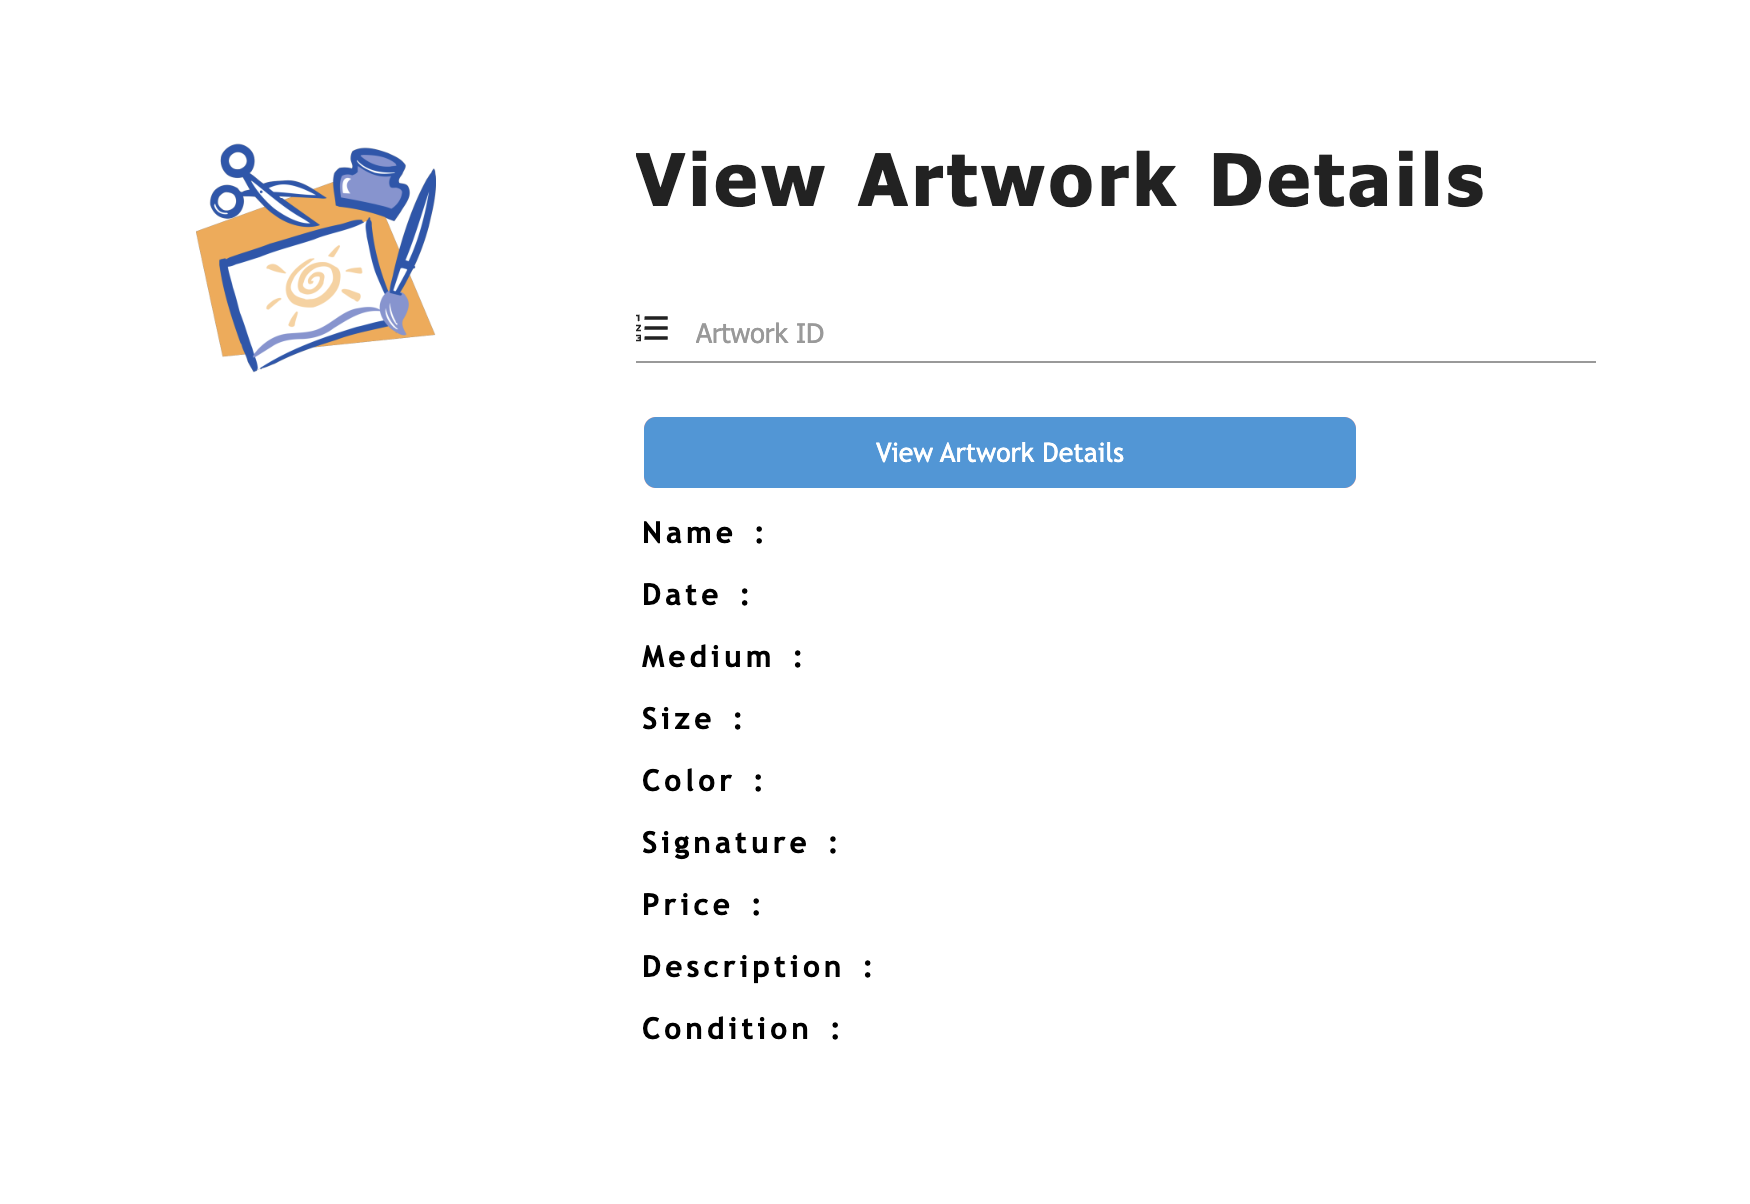 View Artwork Details
Artwork ID
View Artwork Details
Name :
Date :
Medium :
Size :
Color :
Signature :
Price :
Description :
Condition :